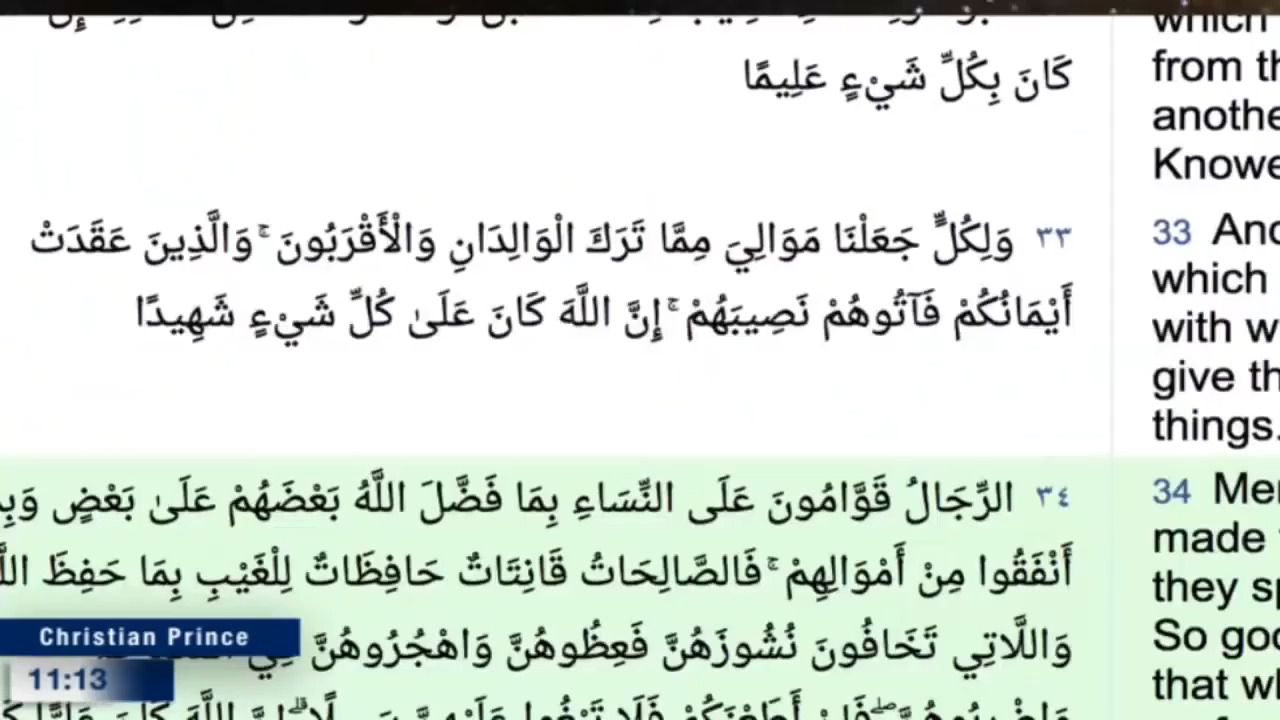 كَانَ بِكُلِّ شَيْءٍ عَلِيمًا
٣٣ وَلِكُلٍّ جَعَلْنَا مَوَالِيَ مِمَّا تَرَكَ الْوَالِدَانِ وَالْأَقْرَبُونَ ۚ وَالَّذِينَ عَقَدَتْ
أَيْمَانُكُمْ فَآتُوهُمْ نَصِيبَهُمْ ۚ إِنَّ اللَّهَ كَانَ عَلَىٰ كُلِّ شَيْءٍ شَهِيدًا
٣٤ الرِّجَالُ قَوَّامُونَ عَلَى النِّسَاءِ بِمَا فَضَّلَ اللَّهُ بَعْضَهُمْ عَلَىٰ بَعْضٍ
أَنْفَقُوا مِنْ أَمْوَالِهِمْ ۚ فَالصَّالِحَاتُ قَانِتَاتٌ حَافِظَاتٌ لِلْغَيْبِ بِمَا حَفِظَ
وَاللَّاتِي تَخَافُونَ نُشُوزَهُنَّ فَعِظُوهُنَّ وَاهْجُرُوهُنَّ فِي
which
from th
anothe
Knowe
33 And
which
with w
give th
things.
34 Me
made
they sp
So goo
that wh
Christian Prince
11:13